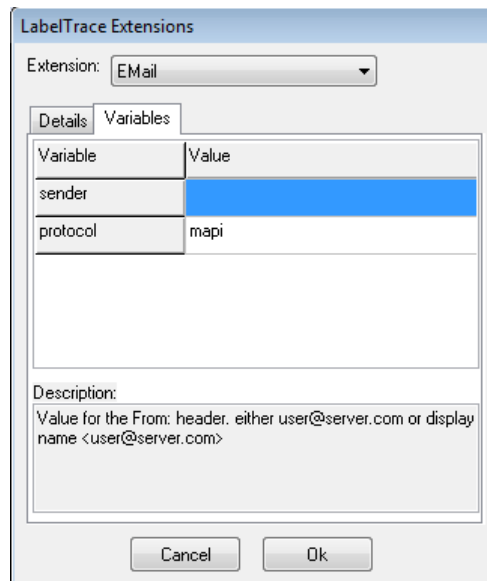 LabelTrace Extensions
Extension: EMail
Details Variables
Variable Value
sender
protocol mapi
Description:
Value for the From: header. either user@server.com or display
name <user@server.com>
Cancel Ok